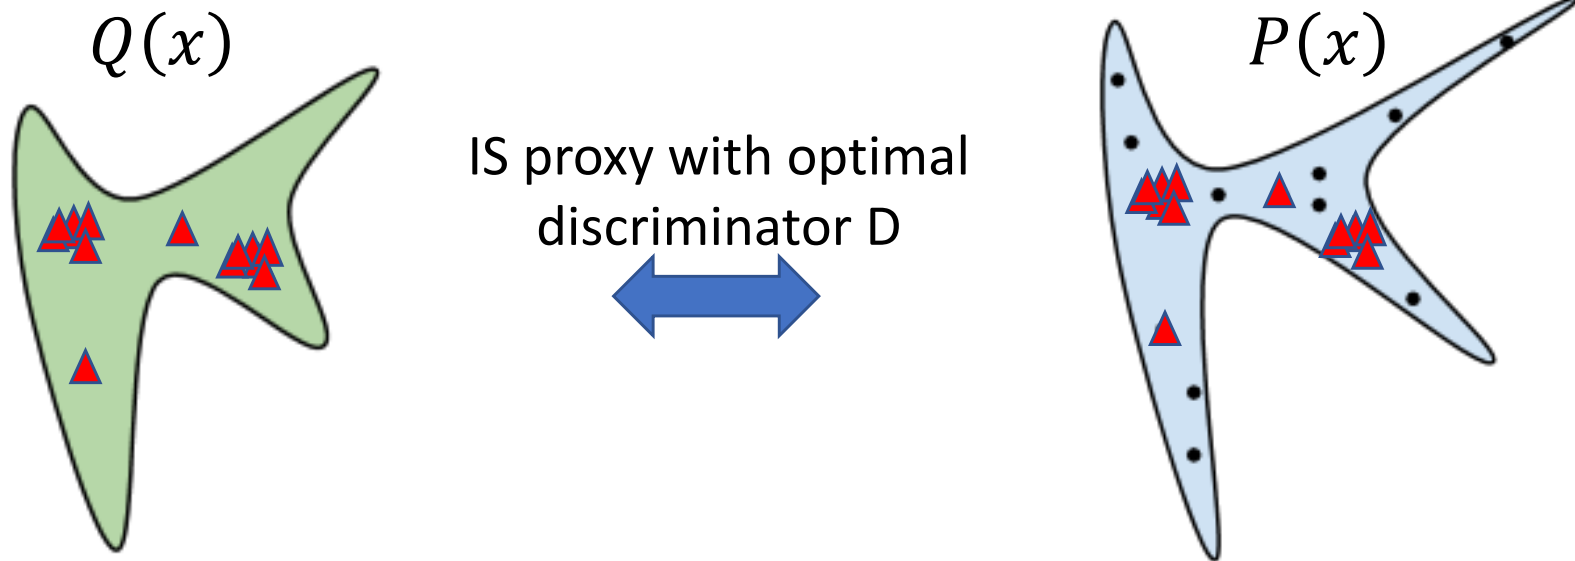 Q(x)
P(x)
IS proxy with optimal
discriminator D